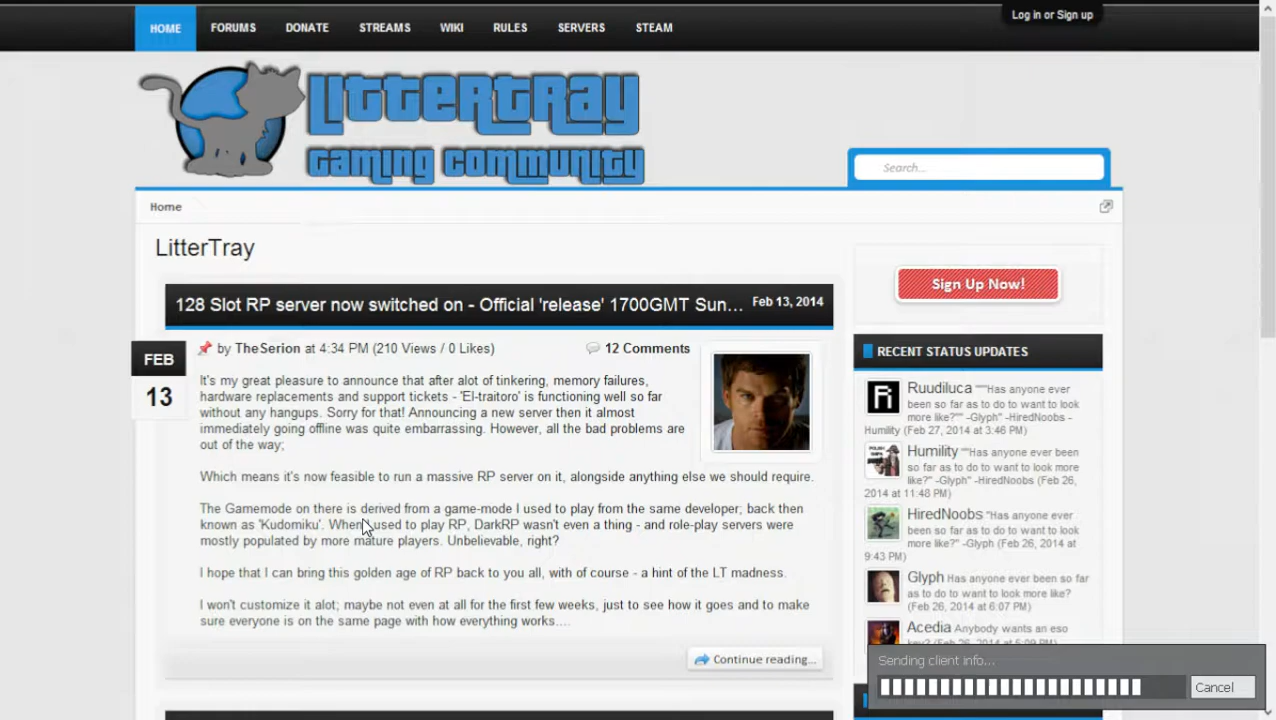 HOME FORUMS DONATE STREAMS WIKI RULES SERVERS STEAM
Log in or Sign up
LITTERTRAY
GAMING COMMUNITY
Search...
Home
LitterTray
128 Slot RP server now switched on - Official 'release' 1700GMT Sun...
Feb 13, 2014
FEB
13
by TheSerion at 4:34 PM (210 Views / 0 Likes)
12 Comments
It's my great pleasure to announce that after alot of tinkering, memory failures,
hardware replacements and support tickets - 'El-traitoro' is functioning well so far
without any hangups. Sorry for that! Announcing a new server then it almost
immediately going offline was quite embarrassing. However, all the bad problems are
out of the way;
Which means it's now feasible to run a massive RP server on it, alongside anything else we should require.
The Gamemode on there is derived from a game-mode I used to play from the same developer; back then
known as 'Kudomiku'. When I used to play RP, DarkRP wasn't even a thing - and role-play servers were
mostly populated by more mature players. Unbelievable, right?
I hope that I can bring this golden age of RP back to you all, with of course - a hint of the LT madness.
I won't customize it alot; maybe not even at all for the first few weeks, just to see how it goes and to make
sure everyone is on the same page with how everything works....
Continue reading...
Sign Up Now!
RECENT STATUS UPDATES
Ruudiluca """Has anyone ever
been so far as to do to want to look
more like?"" -Glyph" -HiredNoobs -
Humility (Feb 27, 2014 at 3:46 PM)
Humility ""Has anyone ever been
so far as to do to want to look more
like?" -Glyph" -HiredNoobs (Feb 26,
2014 at 11:48 PM)
HiredNoobs "Has anyone ever
been so far as to do to want to look
more like?" -Glyph (Feb 26, 2014 at
9:43 PM)
Glyph Has anyone ever been so far
as to do to want to look more like?
(Feb 26, 2014 at 6:07 PM)
Acedia Anybody wants an eso
key? (Feb 26, 2014 at 5:09 PM)
Sending client info...
Cancel